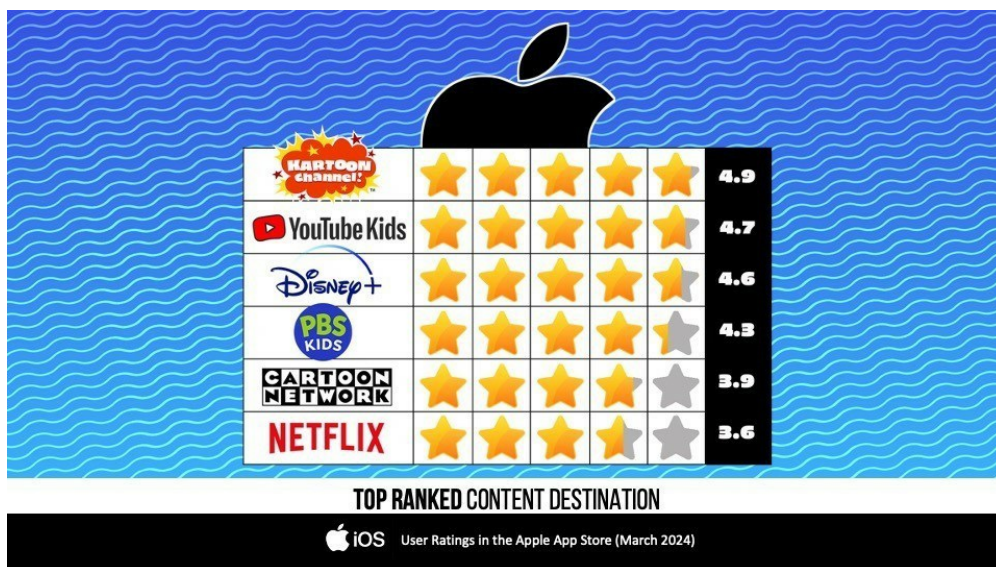 KARTOON
channel!
™
4.9
YouTube Kids
4.7
Disney+
4.6
PBS
KIDS
4.3
CARTOON
NETWORK
3.9
NETFLIX
3.6
TOP RANKED CONTENT DESTINATION
iOS User Ratings in the Apple App Store (March 2024)